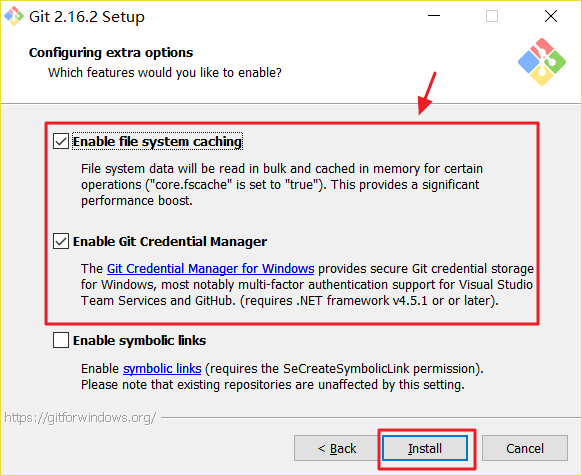 Git 2.16.2 Setup
Configuring extra options
Which features would you like to enable?
Enable file system caching
File system data will be read in bulk and cached in memory for certain
operations ("core.fscache" is set to "true"). This provides a significant
performance boost.
Enable Git Credential Manager
The Git Credential Manager for Windows provides secure Git credential storage
for Windows, most notably multi-factor authentication support for Visual Studio
Team Services and GitHub. (requires .NET framework v4.5.1 or or later).
Enable symbolic links
Enable symbolic links (requires the SeCreateSymbolicLink permission).
Please note that existing repositories are unaffected by this setting.
https://gitforwindows.org/
< Back Install Cancel